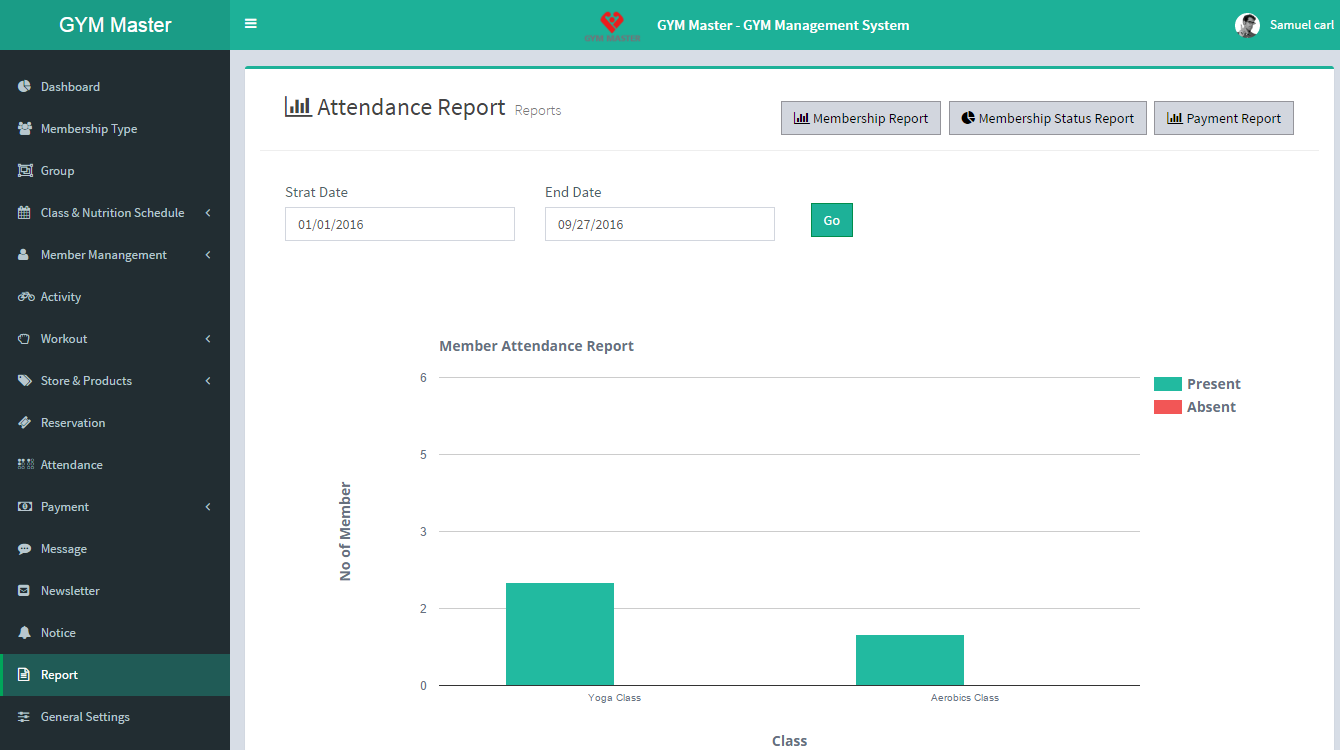 GYM Master
GYM MASTER
GYM Master - GYM Management System
Samuel carl
Dashboard
Membership Type
Group
Class & Nutrition Schedule
Member Manangement
Activity
Workout
Store & Products
Reservation
Attendance
Payment
Message
Newsletter
Notice
Report
General Settings
Attendance Report Reports
Membership Report
Membership Status Report
Payment Report
Strat Date
End Date
01/01/2016
09/27/2016
Go
Member Attendance Report
6
5
3
2
0
No of Member
Present
Absent
Yoga Class
Aerobics Class
Class